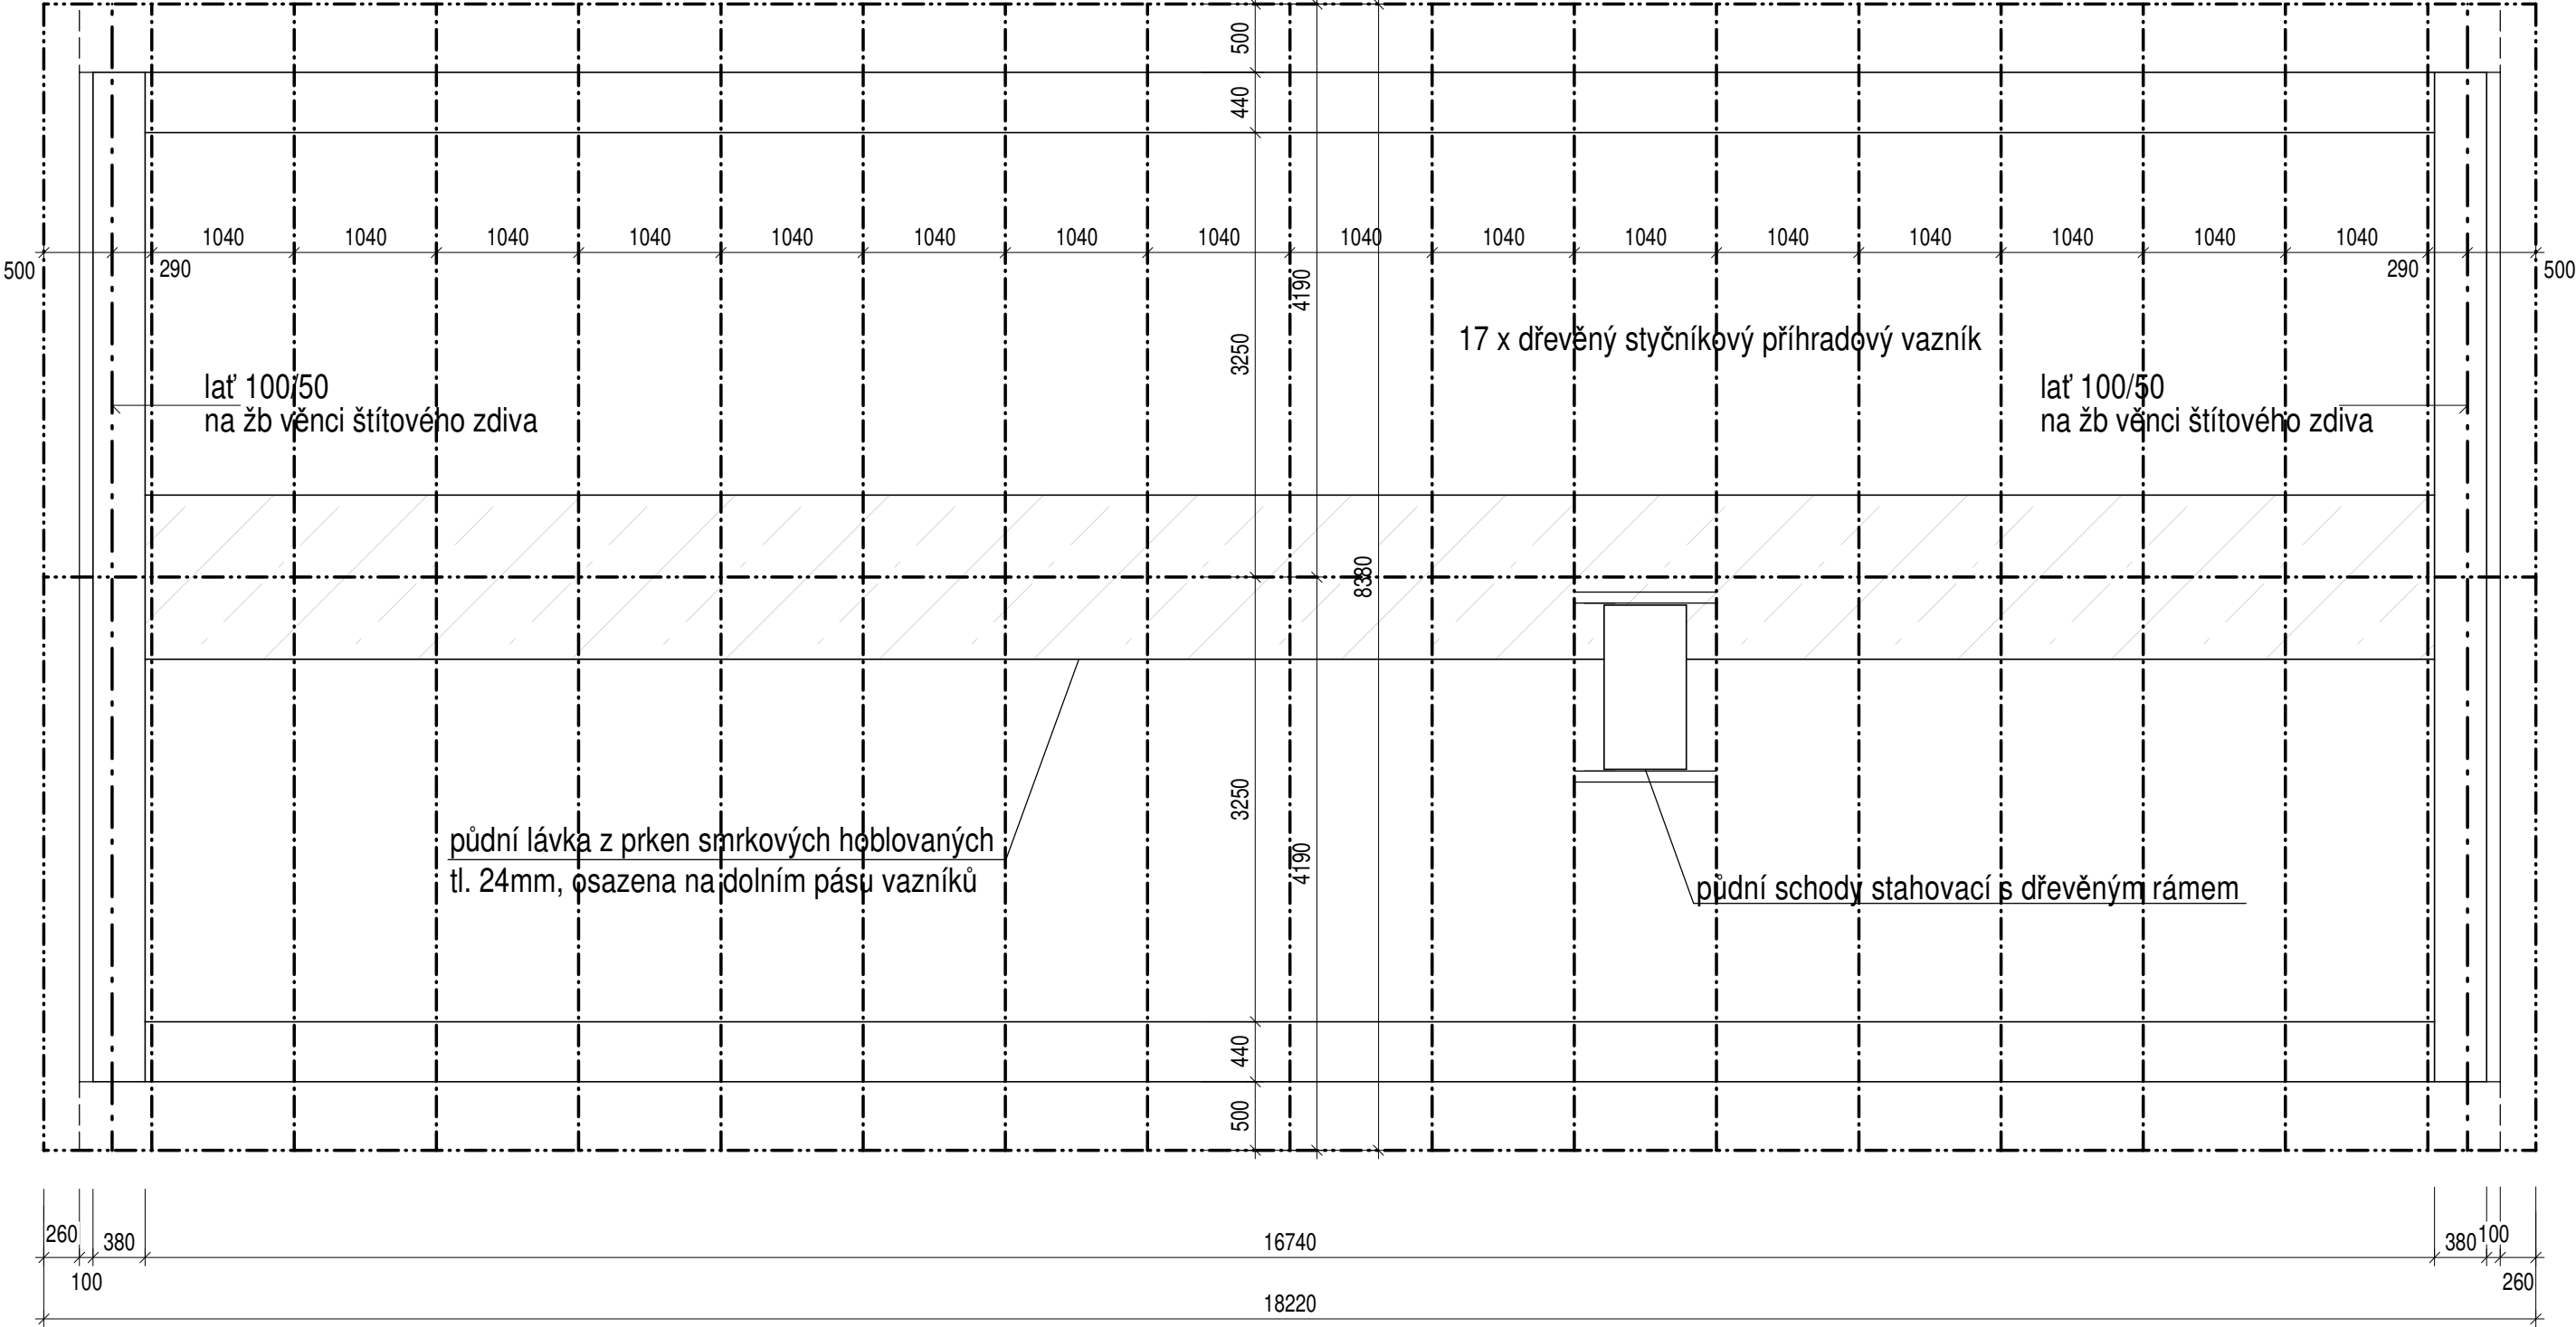 500
440
1040 1040 1040 1040 1040 1040 1040 1040 1040 1040 1040 1040 1040 1040 1040 1040
500 290 290 500
4190
17 x dřevěný styčníkový příhradový vazník
3250
lať 100/50
na žb věnci štítového zdiva
lať 100/50
na žb věnci štítového zdiva
8380
3250
půdní lávka z prken smrkových hoblovaných
tl. 24mm, osazena na dolním pásu vazníků
4190
půdní schody stahovací s dřevěným rámem
440
500
260 380 16740 380 100
100 260
18220